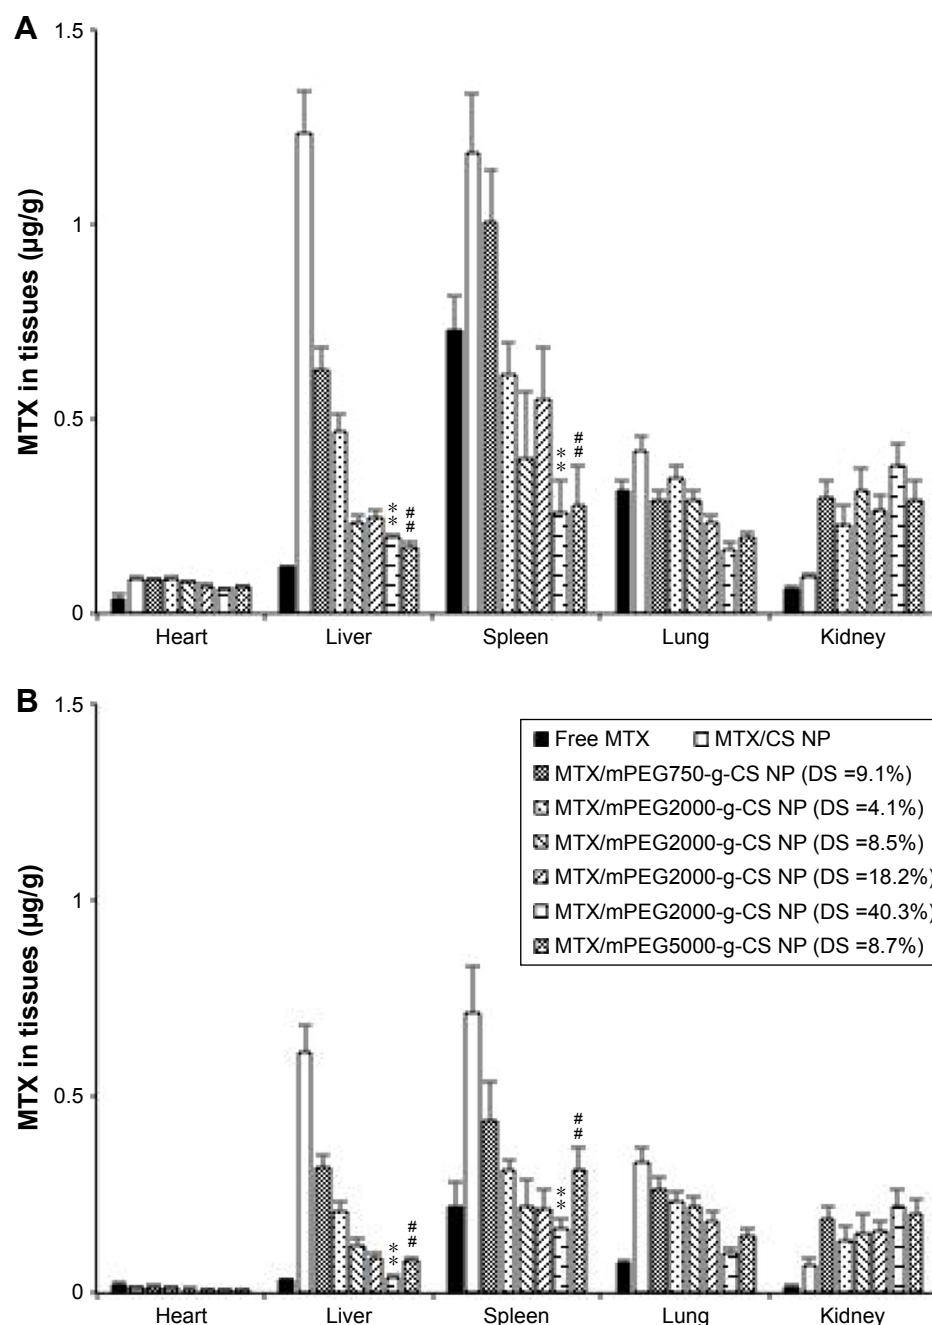 A
1.5
1
0.5
0
MTX in tissues (µg/g)
**
##
**
##
Heart Liver Spleen Lung Kidney
B
1.5
1
0.5
0
MTX in tissues (µg/g)
Free MTX MTX/CS NP
MTX/mPEG750-g-CS NP (DS =9.1%)
MTX/mPEG2000-g-CS NP (DS =4.1%)
MTX/mPEG2000-g-CS NP (DS =8.5%)
MTX/mPEG2000-g-CS NP (DS =18.2%)
MTX/mPEG2000-g-CS NP (DS =40.3%)
MTX/mPEG5000-g-CS NP (DS =8.7%)
**
##
**
##
Heart Liver Spleen Lung Kidney